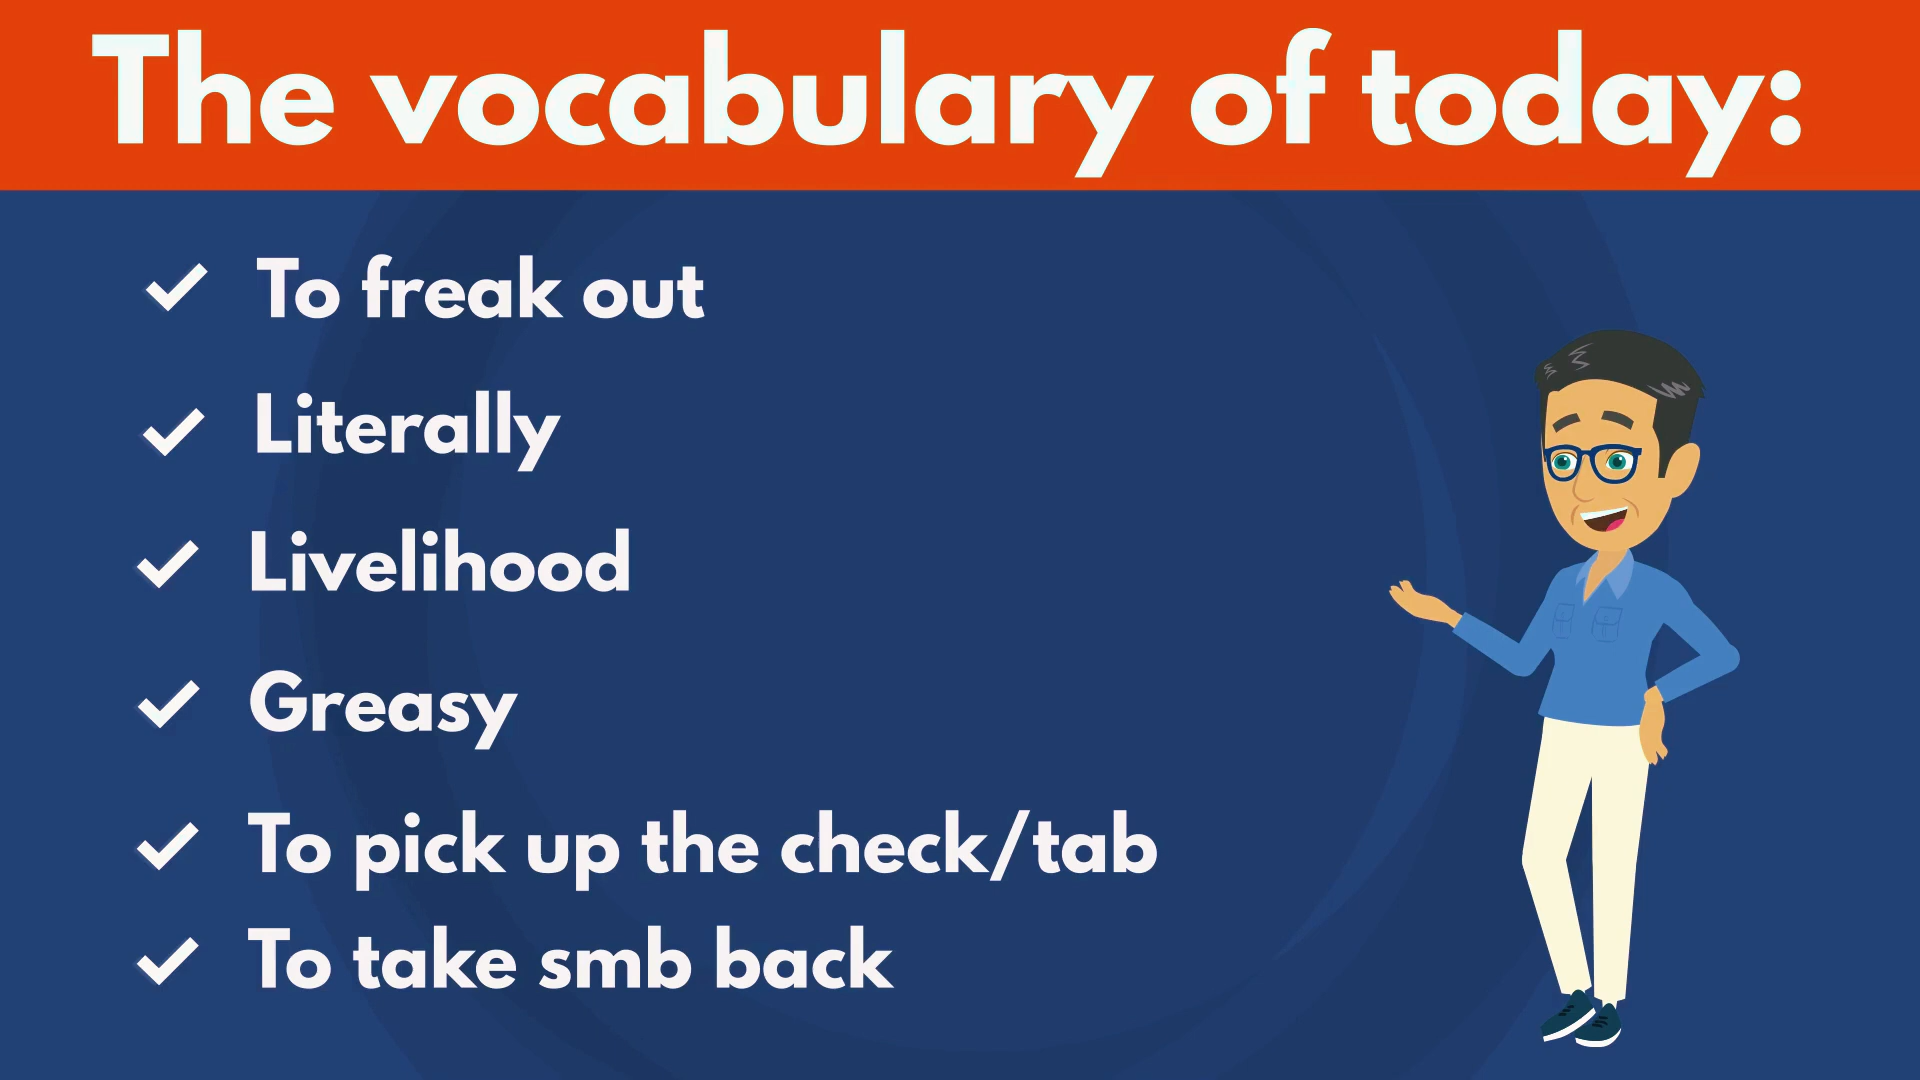 The vocabulary of today:
To freak out
Literally
Livelihood
Greasy
To pick up the check/tab
To take smb back